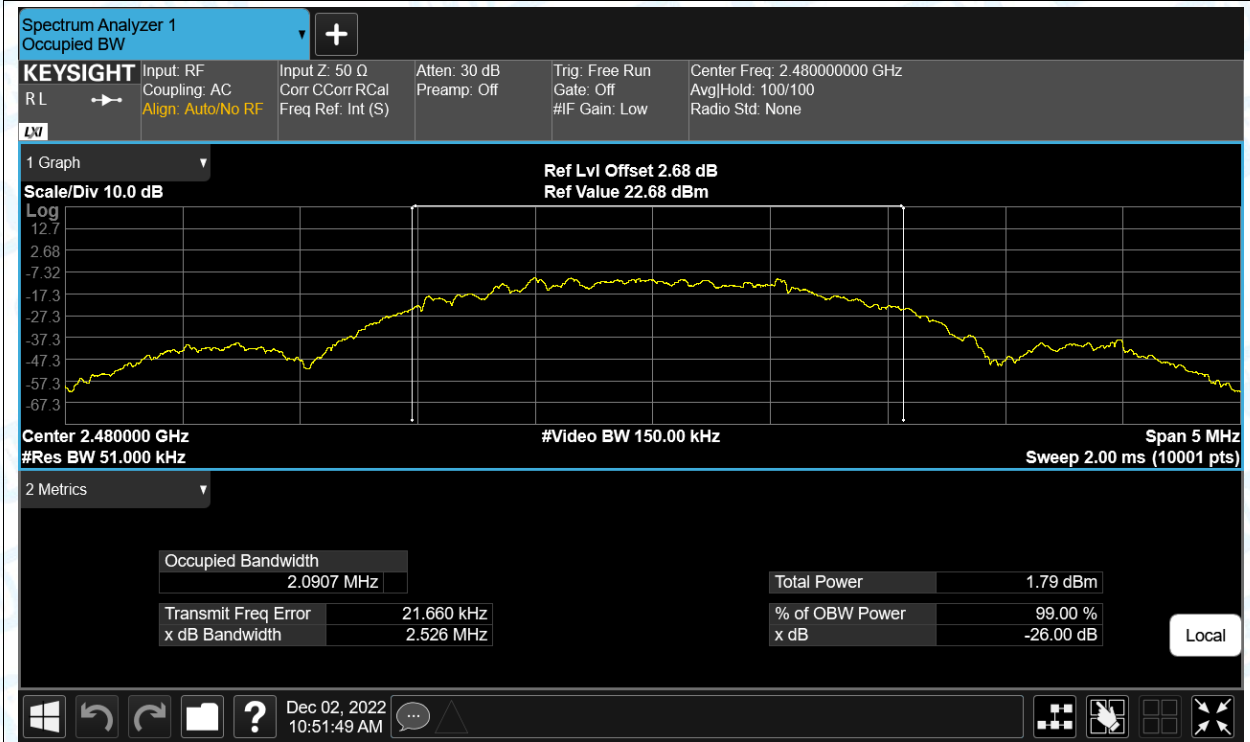 Spectrum Analyzer 1
Occupied BW
KEYSIGHT
R L
LXI
Input: RF
Coupling: AC
Align: Auto/No RF
Input Z: 50 Ω
Corr CCorr RCal
Freq Ref: Int (S)
Atten: 30 dB
Preamp: Off
Trig: Free Run
Gate: Off
#IF Gain: Low
Center Freq: 2.480000000 GHz
Avg|Hold: 100/100
Radio Std: None
1 Graph
Scale/Div 10.0 dB
Ref Lvl Offset 2.68 dB
Ref Value 22.68 dBm
Log
12.7
2.68
-7.32
-17.3
-27.3
-37.3
-47.3
-57.3
-67.3
Center 2.480000 GHz
#Video BW 150.00 kHz
Span 5 MHz
#Res BW 51.000 kHz
Sweep 2.00 ms (10001 pts)
2 Metrics
Occupied Bandwidth
2.0907 MHz
Total Power 1.79 dBm
Transmit Freq Error 21.660 kHz
% of OBW Power 99.00 %
x dB Bandwidth 2.526 MHz
x dB -26.00 dB
Local
?
Dec 02, 2022
10:51:49 AM